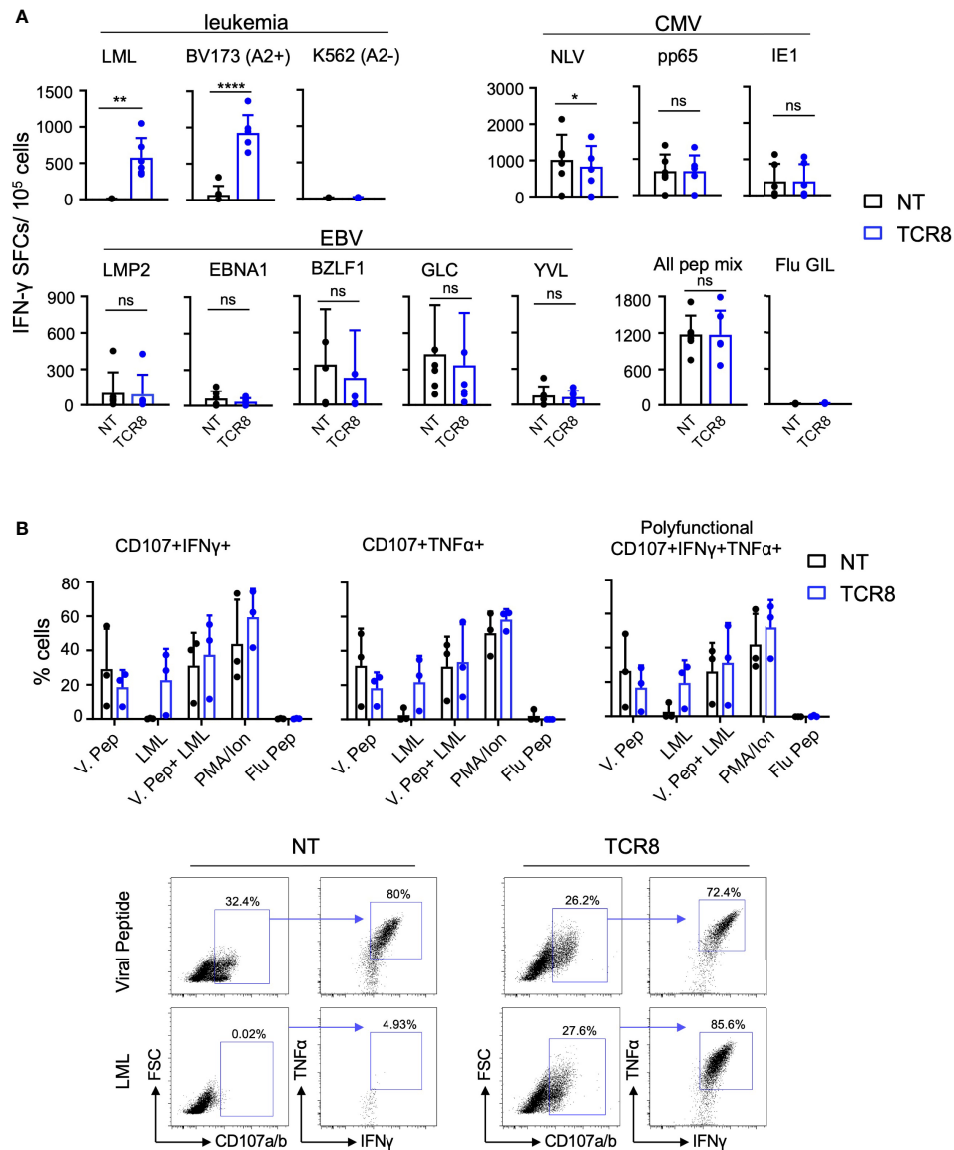 A
leukemia
CMV
LML
BV173 (A2+)
K562 (A2-)
NLV
pp65
IE1
IFN-γ SFCs/ 10⁵ cells
1500
1000
500
0
**
****
3000
2000
1000
0
*
ns
ns
NT
TCR8
EBV
LMP2
EBNA1
BZLF1
GLC
YVL
All pep mix
Flu GIL
900
600
300
0
ns
ns
ns
ns
ns
1800
1200
600
0
ns
NT
TCR8
NT
TCR8
NT
TCR8
NT
TCR8
NT
TCR8
NT
TCR8
NT
TCR8
B
CD107+IFNγ+
CD107+TNFα+
Polyfunctional
CD107+IFNγ+TNFα+
NT
TCR8
% cells
80
60
40
20
0
V. Pep
LML
V. Pep+ LML
PMA/Ion
Flu Pep
V. Pep
LML
V. Pep+ LML
PMA/Ion
Flu Pep
V. Pep
LML
V. Pep+ LML
PMA/Ion
Flu Pep
NT
TCR8
Viral Peptide
32.4%
80%
26.2%
72.4%
LML
0.02%
4.93%
27.6%
85.6%
FSC
TNFα
FSC
TNFα
CD107a/b
IFNγ
CD107a/b
IFNγ